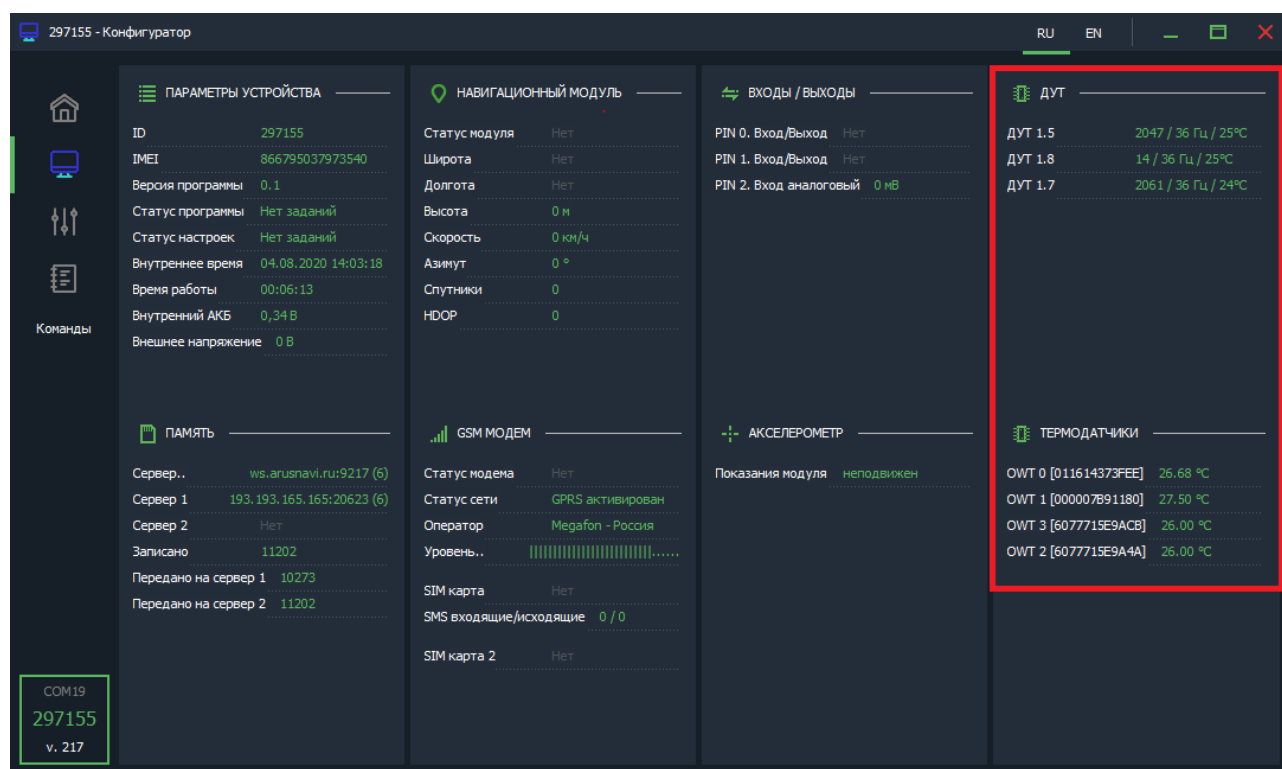 297155 - Конфигуратор
RU EN
ПАРАМЕТРЫ УСТРОЙСТВА
ID 297155
IMEI 866795037973540
Версия программы 0.1
Статус программы Нет заданий
Статус настроек Нет заданий
Внутреннее время 04.08.2020 14:03:18
Время работы 00:06:13
Внутренний АКБ 0,34 В
Внешнее напряжение 0 В
НАВИГАЦИОННЫЙ МОДУЛЬ
Статус модуля Нет
Широта Нет
Долгота Нет
Высота 0 м
Скорость 0 км/ч
Азимут 0 °
Спутники 0
HDOP 0
ВХОДЫ / ВЫХОДЫ
PIN 0. Вход/Выход Нет
PIN 1. Вход/Выход Нет
PIN 2. Вход аналоговый 0 мВ
ДУТ
ДУТ 1.5 2047 / 36 Гц / 25°C
ДУТ 1.8 14 / 36 Гц / 25°C
ДУТ 1.7 2061 / 36 Гц / 24°C
Команды
ПАМЯТЬ
Сервер.. ws.arusnavi.ru:9217 (6)
Сервер 1 193.193.165.165:20623 (6)
Сервер 2 Нет
Записано 11202
Передано на сервер 1 10273
Передано на сервер 2 11202
GSM МОДЕМ
Статус модема Нет
Статус сети GPRS активирован
Оператор Megafon - Россия
Уровень.. ||||||||||||||||||||||||||......
SIM карта Нет
SMS входящие/исходящие 0 / 0
SIM карта 2 Нет
АКСЕЛЕРОМЕТР
Показания модуля неподвижен
ТЕРМОДАТЧИКИ
OWT 0 [011614373FEE] 26.68 °C
OWT 1 [000007B91180] 27.50 °C
OWT 3 [6077715E9ACB] 26.00 °C
OWT 2 [6077715E9A4A] 26.00 °C
COM19
297155
v. 217